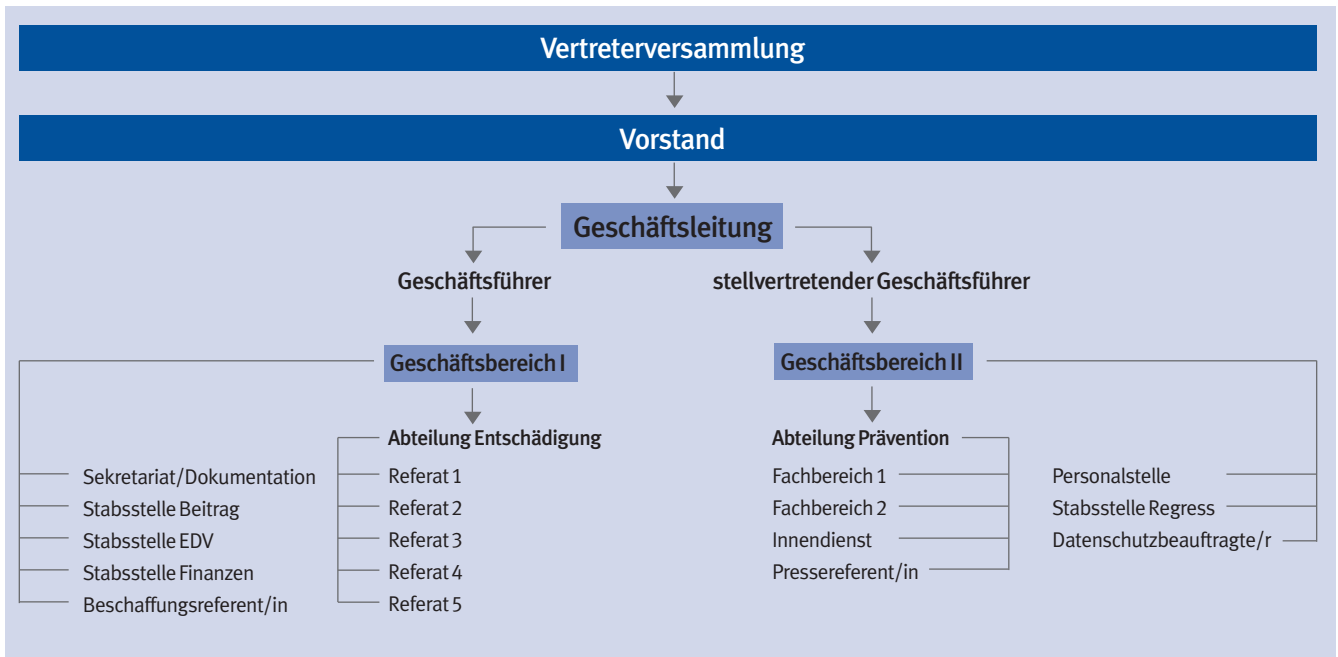 Vertreterversammlung
Vorstand
Geschäftsleitung
Geschäftsführer
stellvertretender Geschäftsführer
Geschäftsbereich I
Geschäftsbereich II
Abteilung Entschädigung
Abteilung Prävention
Sekretariat/Dokumentation
Stabsstelle Beitrag
Stabsstelle EDV
Stabsstelle Finanzen
Beschaffungsreferent/in
Referat 1
Referat 2
Referat 3
Referat 4
Referat 5
Fachbereich 1
Fachbereich 2
Innendienst
Pressereferent/in
Personalstelle
Stabsstelle Regress
Datenschutzbeauftragte/r